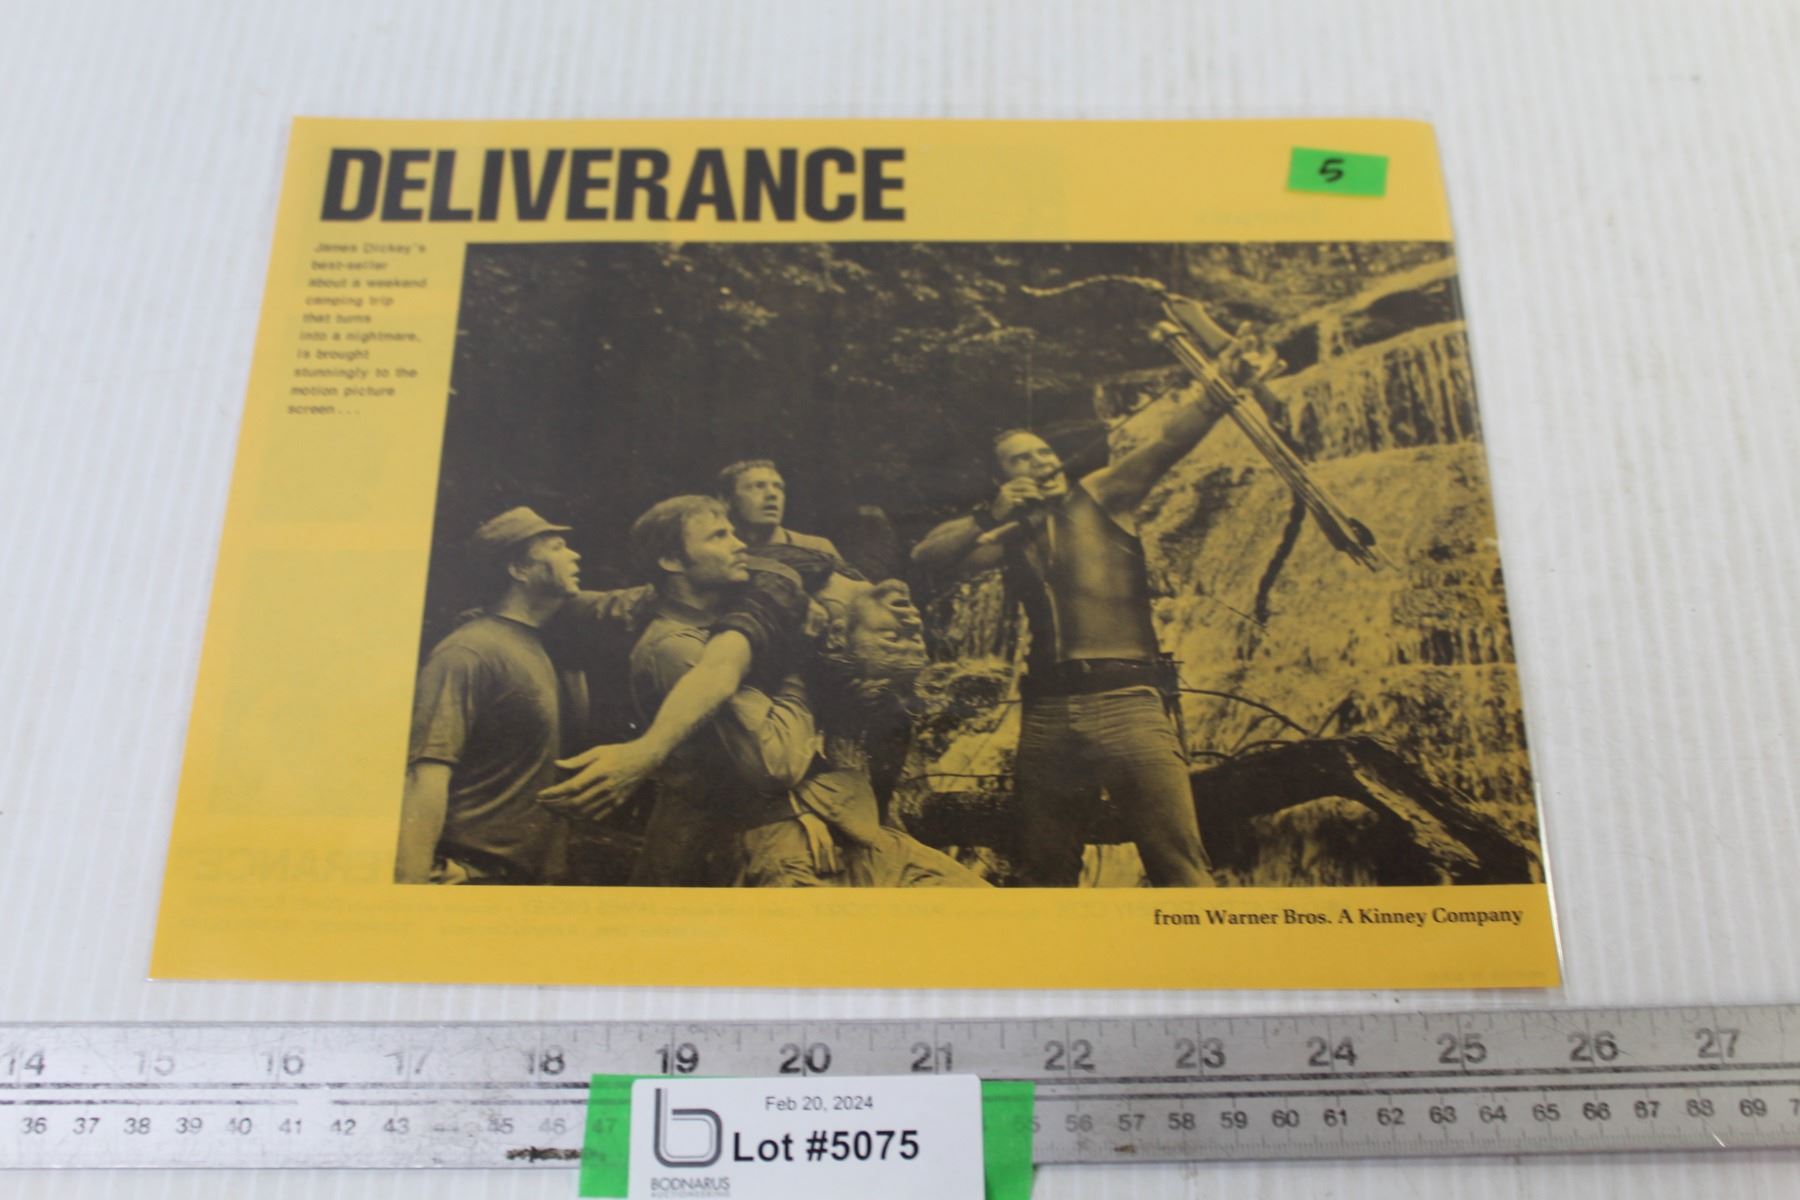 DELIVERANCE
5
James Dickey's
best-seller
about a weekend
camping trip
that turns
into a nightmare,
is brought
stunningly to the
motion picture
screen...
from Warner Bros. A Kinney Company
14 15 16 17 18 19 20 21 22 23 24 25 26 27
36 37 38 39 40 41 42 43 44 45 46 47 55 56 57 58 59 60 61 62 63 64 65 66 67 68 69
Feb 20, 2024
Lot #5075
BODNARUS
AUCTIONEERING